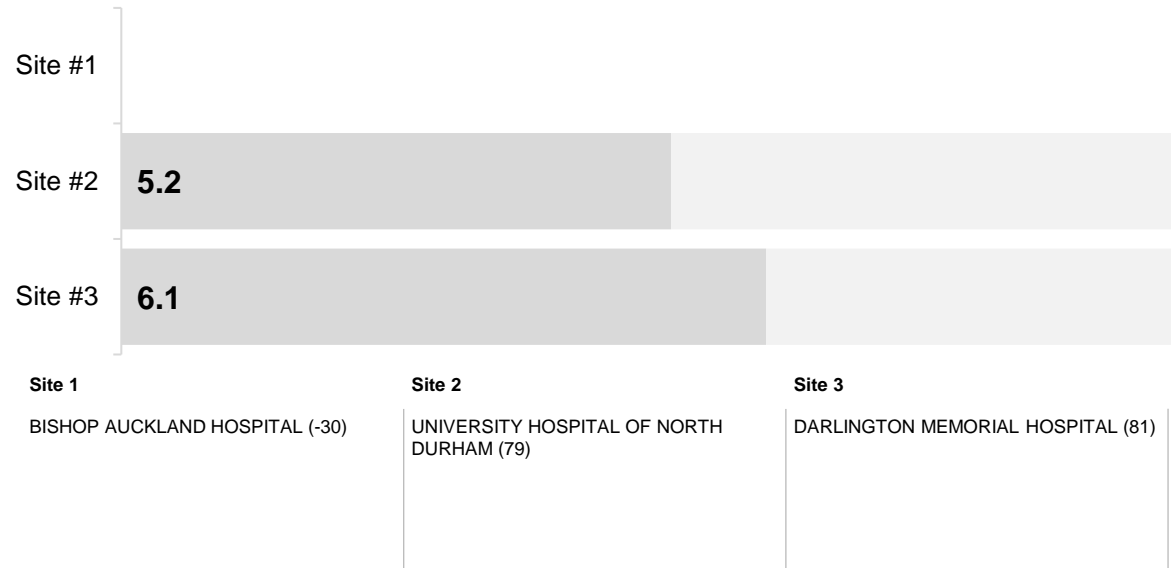 Site #1
Site #2
5.2
Site #3
6.1
Site 1
BISHOP AUCKLAND HOSPITAL (-30)
Site 2
UNIVERSITY HOSPITAL OF NORTH
DURHAM (79)
Site 3
DARLINGTON MEMORIAL HOSPITAL (81)